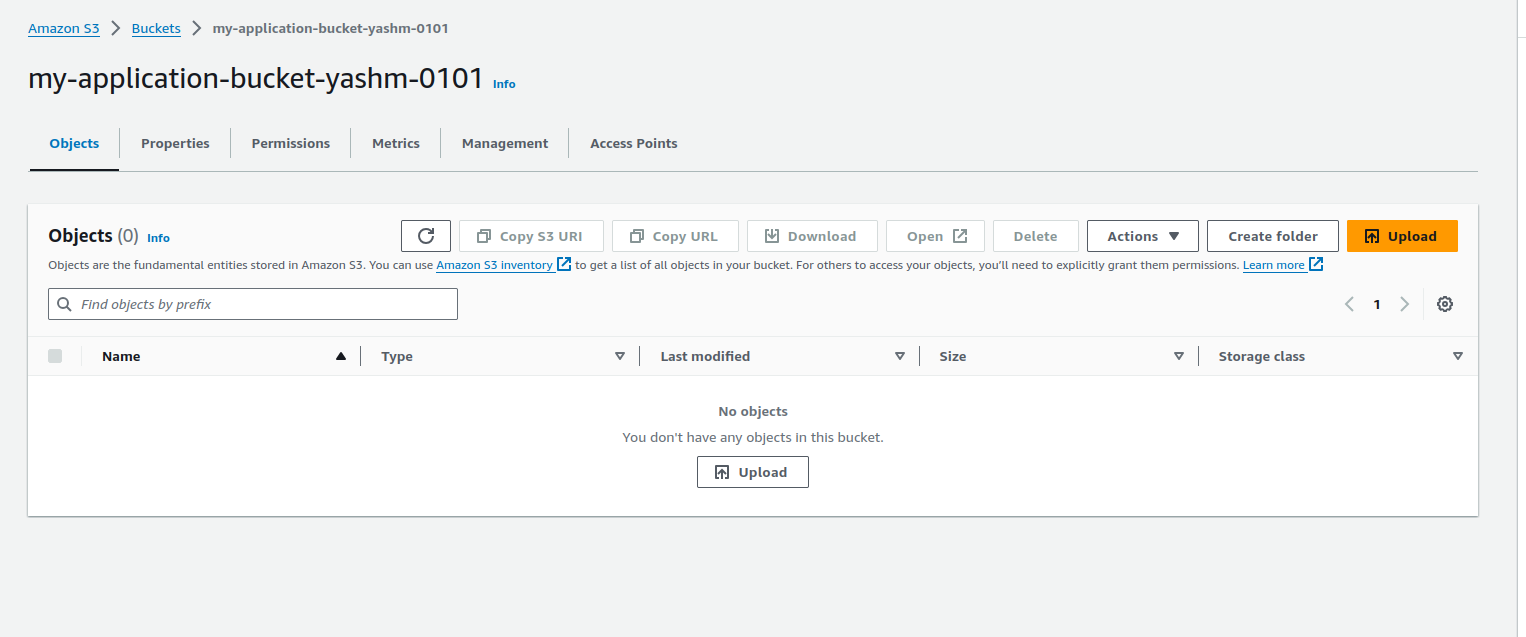 Amazon S3 > Buckets > my-application-bucket-yashm-0101
my-application-bucket-yashm-0101 Info
Objects Properties Permissions Metrics Management Access Points
Objects (0) Info Copy S3 URI Copy URL Download Open Delete Actions Create folder Upload
Objects are the fundamental entities stored in Amazon S3. You can use Amazon S3 inventory to get a list of all objects in your bucket. For others to access your objects, you'll need to explicitly grant them permissions. Learn more
Find objects by prefix 1
Name Type Last modified Size Storage class
No objects
You don't have any objects in this bucket.
Upload